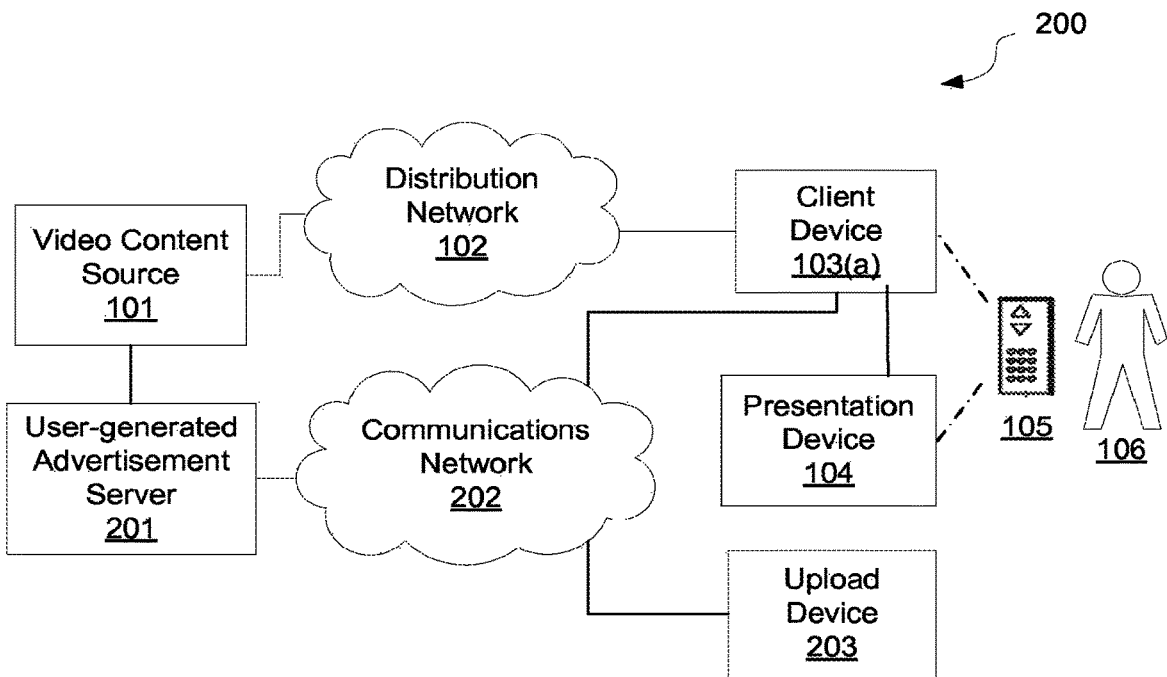 200
Distribution
Network
102
Client
Device
103(a)
Video Content
Source
101
105
106
User-generated
Advertisement
Server
201
Communications
Network
202
Presentation
Device
104
Upload
Device
203